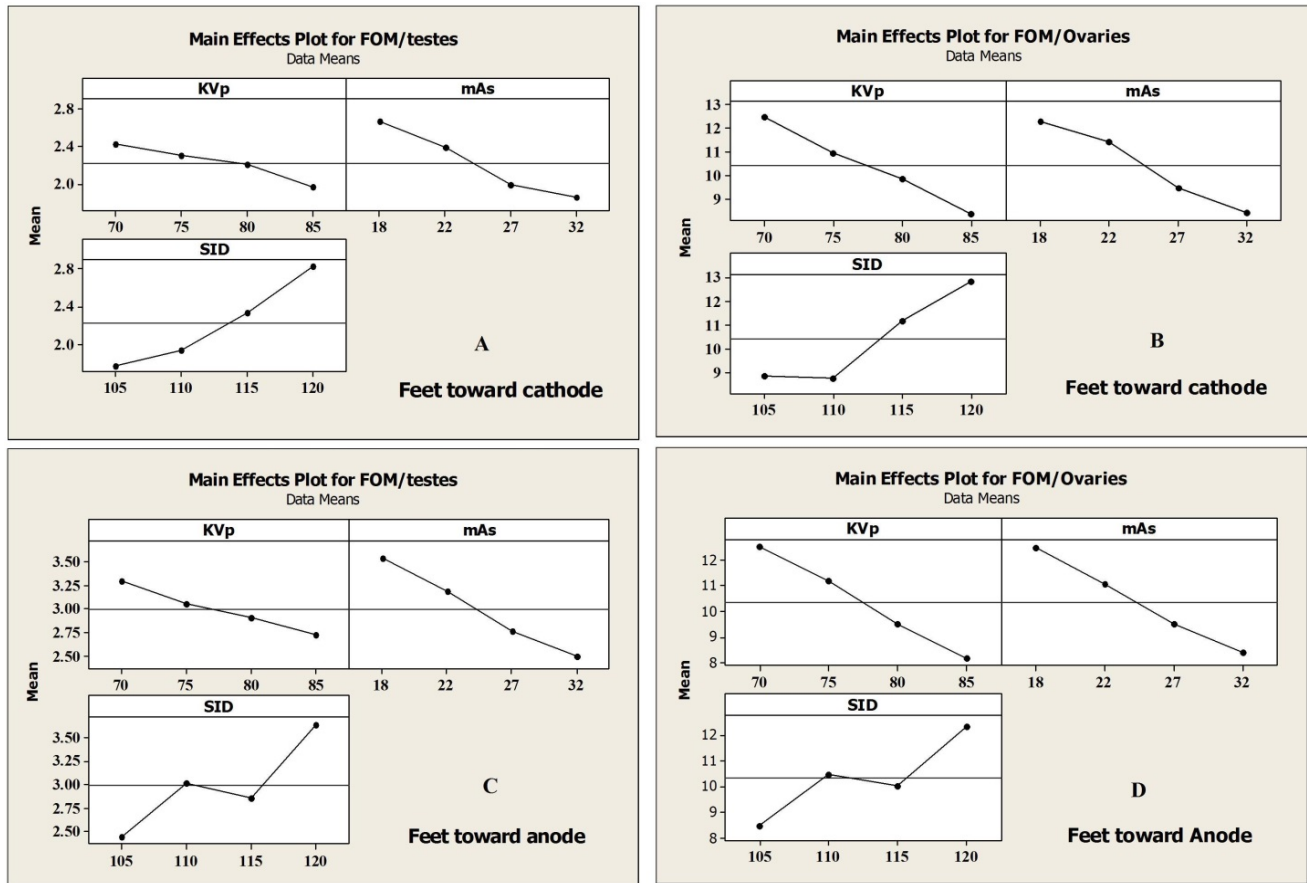 Main Effects Plot for FOM/testes
Data Means
KVp mAs
2.8
2.4
2.0
70 75 80 85 18 22 27 32
Mean
SID
2.8
2.4
2.0
105 110 115 120
A
Feet toward cathode
Main Effects Plot for FOM/Ovaries
Data Means
KVp mAs
13
12
11
10
9
70 75 80 85 18 22 27 32
Mean
SID
13
12
11
10
9
105 110 115 120
B
Feet toward cathode
Main Effects Plot for FOM/testes
Data Means
KVp mAs
3.50
3.25
3.00
2.75
2.50
70 75 80 85 18 22 27 32
Mean
SID
3.50
3.25
3.00
2.75
2.50
105 110 115 120
C
Feet toward anode
Main Effects Plot for FOM/Ovaries
Data Means
KVp mAs
12
11
10
9
8
70 75 80 85 18 22 27 32
Mean
SID
12
11
10
9
8
105 110 115 120
D
Feet toward Anode